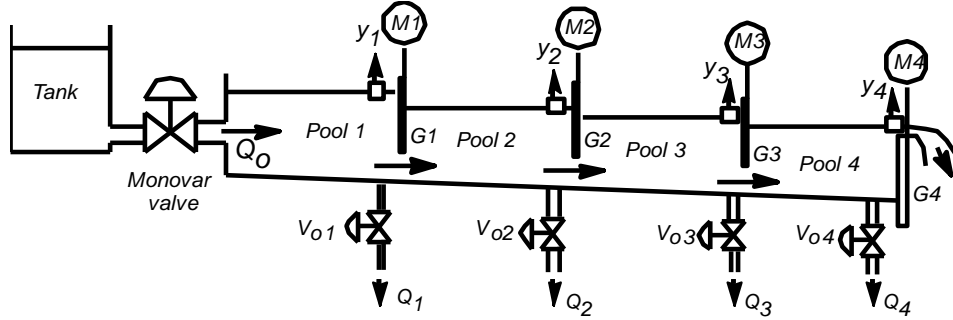 M1
M2
M3
M4
y1
y2
y3
y4
Tank
Pool 1
G1
Pool 2
G2
Pool 3
G3
Pool 4
G4
Qo
Monovar
valve
Vo1
Vo2
Vo3
Vo4
Q1
Q2
Q3
Q4